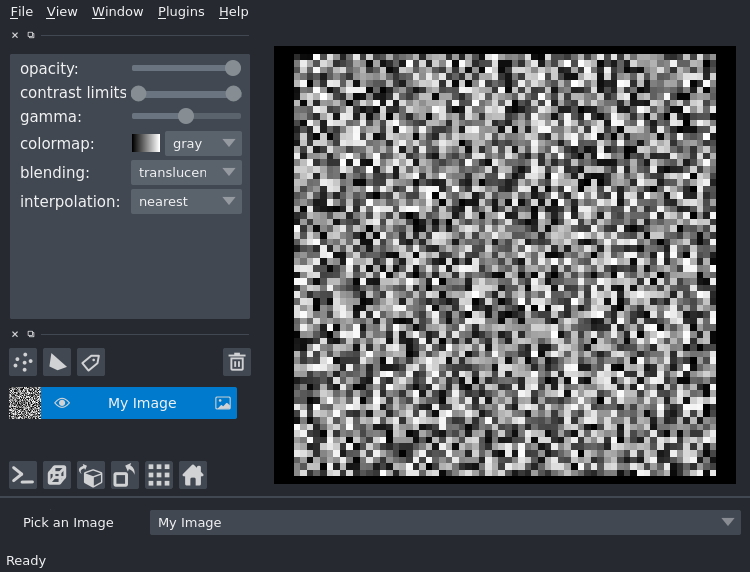 File View Window Plugins Help
opacity:
contrast limits
gamma:
colormap: gray
blending: translucen
interpolation: nearest
My Image
Pick an Image My Image
Ready